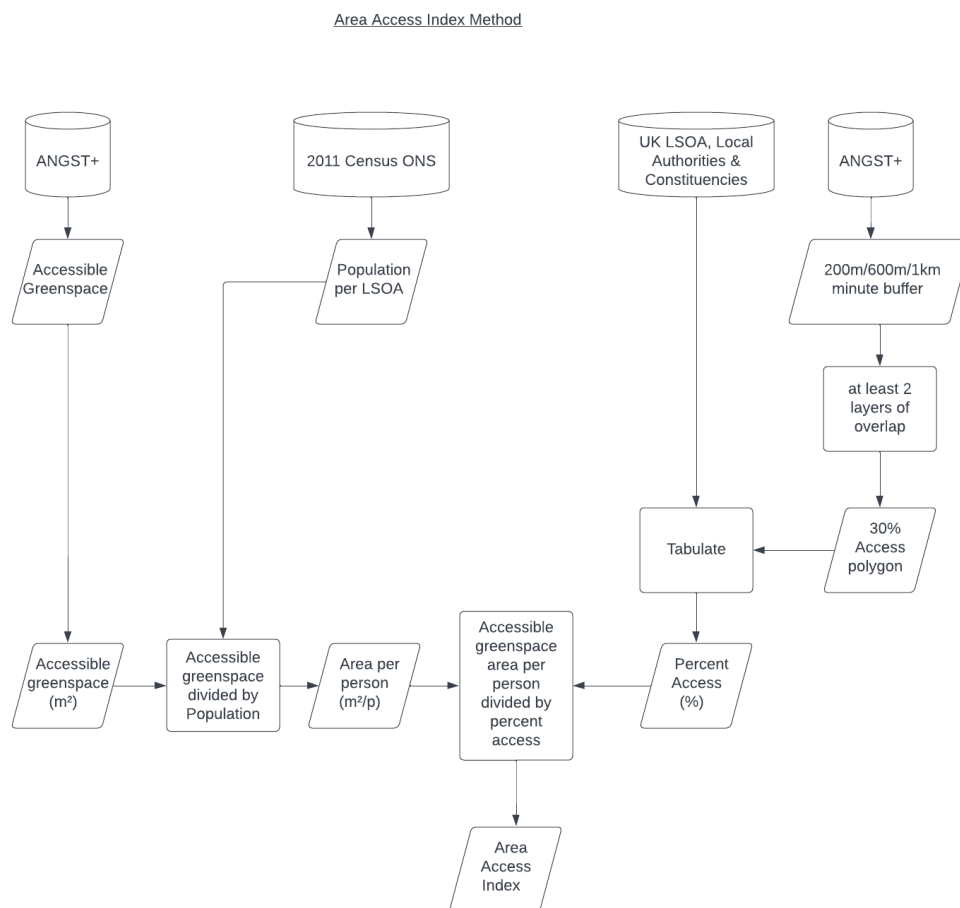 Area Access Index Method
ANGST+
2011 Census ONS
UK LSOA, Local
Authorities &
Constituencies
ANGST+
Accessible
Greenspace
Population
per LSOA
200m/600m/1km
minute buffer
at least 2
layers of
overlap
Tabulate
30%
Access
polygon
Accessible
greenspace
(m²)
Accessible
greenspace
divided by
Population
Area per
person
(m²/p)
Accessible
greenspace
area per
person
divided by
percent
access
Percent
Access
(%)
Area
Access
Index